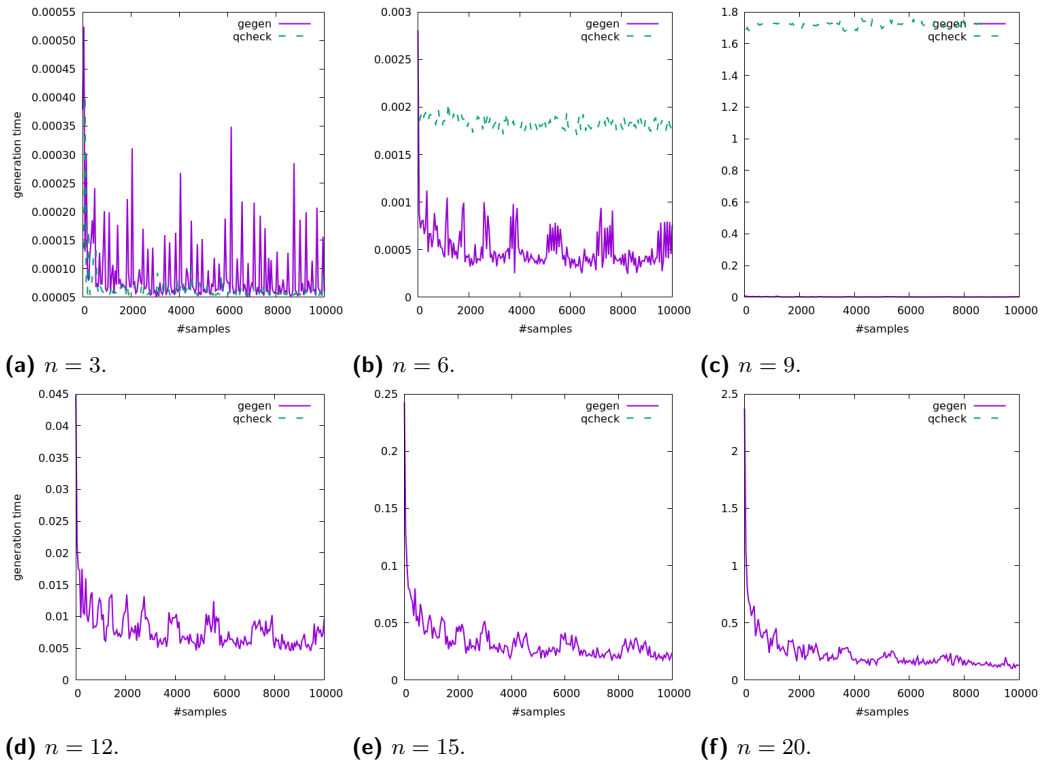 0.00055
0.00050
0.00045
0.00040
0.00035
0.00030
0.00025
0.00020
0.00015
0.00010
0.00005
generation time
0 2000 4000 6000 8000 10000
#samples
gegen
qcheck
(a) n = 3.
0.003
0.0025
0.002
0.0015
0.001
0.0005
0
0 2000 4000 6000 8000 10000
#samples
gegen
qcheck
(b) n = 6.
1.8
1.6
1.4
1.2
1
0.8
0.6
0.4
0.2
0
0 2000 4000 6000 8000 10000
#samples
gegen
qcheck
(c) n = 9.
0.045
0.04
0.035
0.03
0.025
0.02
0.015
0.01
0.005
0
generation time
0 2000 4000 6000 8000 10000
#samples
gegen
qcheck
(d) n = 12.
0.25
0.2
0.15
0.1
0.05
0
0 2000 4000 6000 8000 10000
#samples
gegen
qcheck
(e) n = 15.
2.5
2
1.5
1
0.5
0
0 2000 4000 6000 8000 10000
#samples
gegen
qcheck
(f) n = 20.